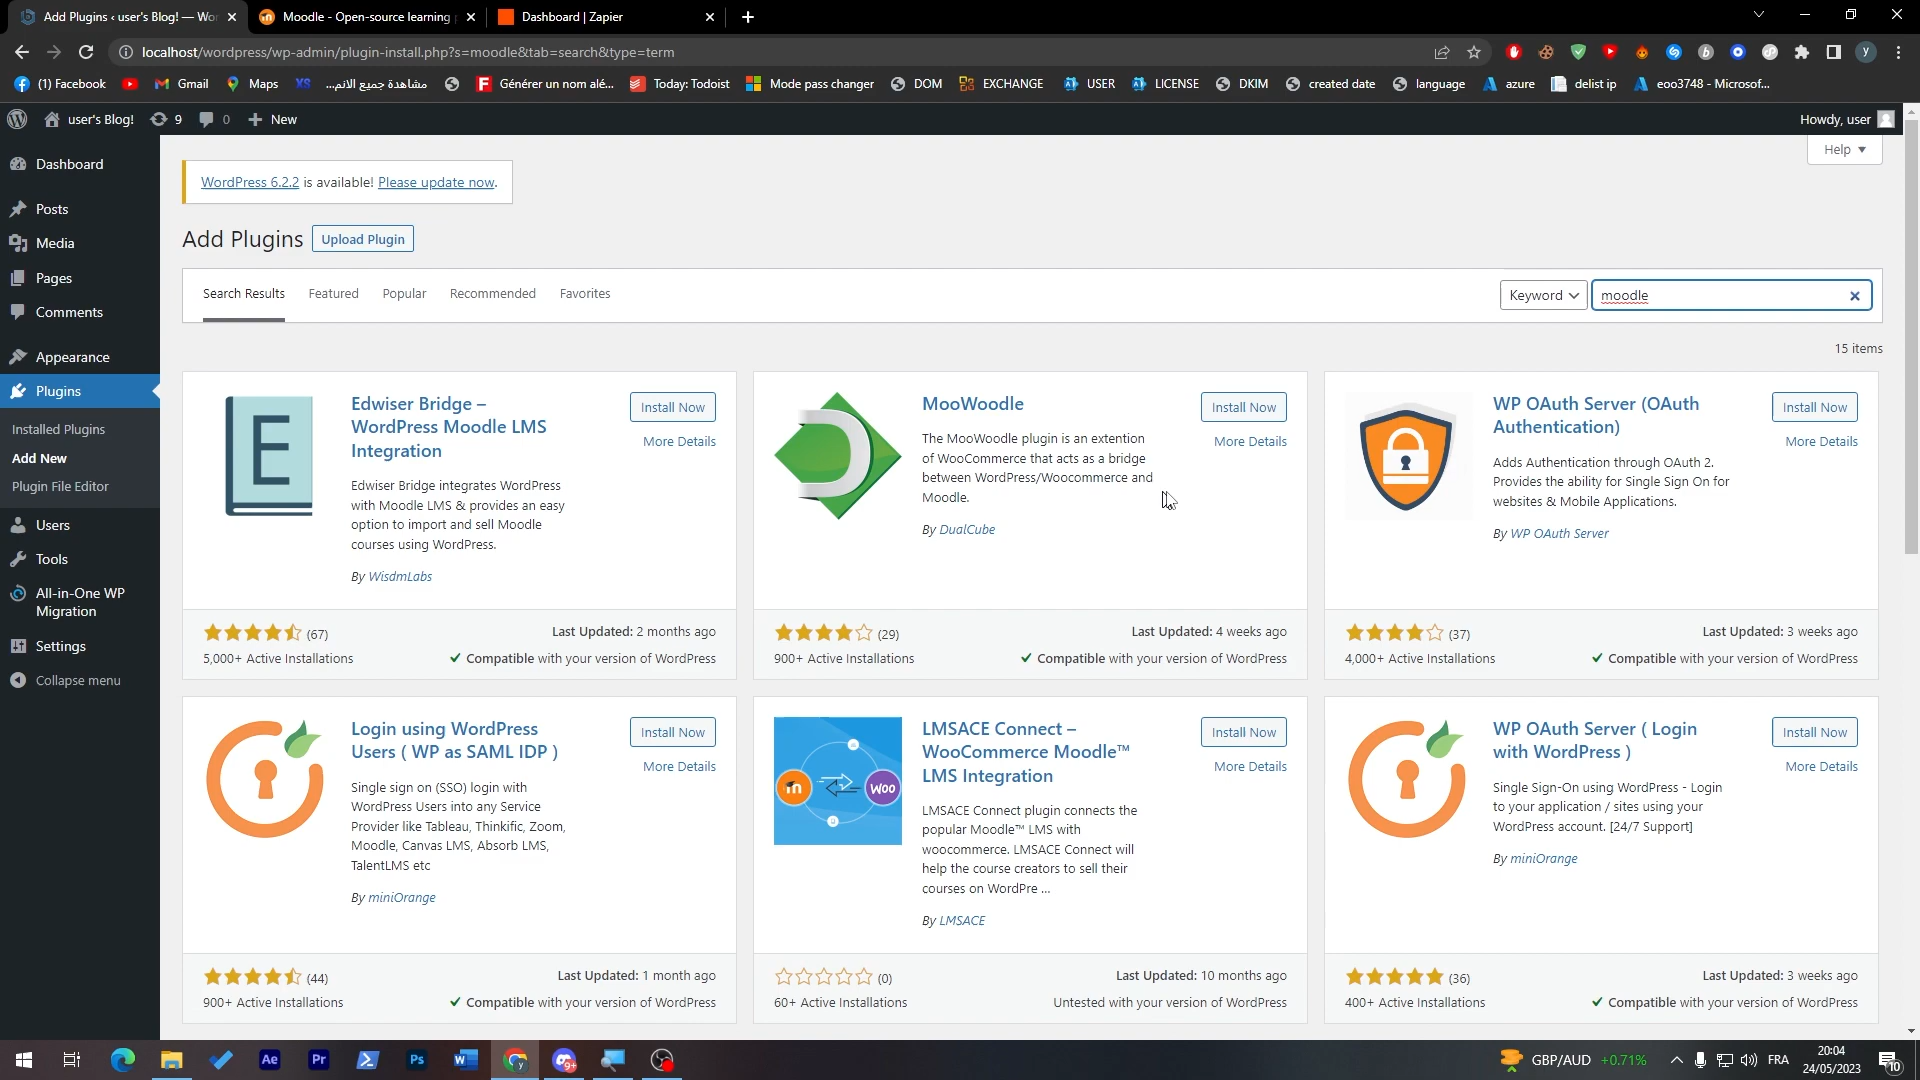 Add Plugins ‹ user's Blog! — Wor
Moodle - Open-source learning
Dashboard | Zapier
localhost/wordpress/wp-admin/plugin-install.php?s=moodle&tab=search&type=term
(1) Facebook
Gmail
Maps
مشاهدة جميع الانم...
Générer un nom alé...
Today: Todoist
Mode pass changer
DOM
EXCHANGE
USER
LICENSE
DKIM
created date
language
azure
delist ip
eoo3748 - Microsof...
user's Blog!
9
0
New
Howdy, user
Dashboard
Posts
Media
Pages
Comments
Appearance
Plugins
Installed Plugins
Add New
Plugin File Editor
Users
Tools
All-in-One WP
Migration
Settings
Collapse menu
Help
WordPress 6.2.2 is available! Please update now.
Add Plugins
Upload Plugin
Search Results
Featured
Popular
Recommended
Favorites
Keyword
moodle
15 items
Edwiser Bridge –
WordPress Moodle LMS
Integration
Install Now
More Details
Edwiser Bridge integrates WordPress
with Moodle LMS & provides an easy
option to import and sell Moodle
courses using WordPress.
By WisdmLabs
(67)
Last Updated: 2 months ago
5,000+ Active Installations
Compatible with your version of WordPress
MooWoodle
Install Now
More Details
The MooWoodle plugin is an extention
of WooCommerce that acts as a bridge
between WordPress/Woocommerce and
Moodle.
By DualCube
(29)
Last Updated: 4 weeks ago
900+ Active Installations
Compatible with your version of WordPress
WP OAuth Server (OAuth
Authentication)
Install Now
More Details
Adds Authentication through OAuth 2.
Provides the ability for Single Sign On for
websites & Mobile Applications.
By WP OAuth Server
(37)
Last Updated: 3 weeks ago
4,000+ Active Installations
Compatible with your version of WordPress
Login using WordPress
Users ( WP as SAML IDP )
Install Now
More Details
Single sign on (SSO) login with
WordPress Users into any Service
Provider like Tableau, Thinkific, Zoom,
Moodle, Canvas LMS, Absorb LMS,
TalentLMS etc
By miniOrange
(44)
Last Updated: 1 month ago
900+ Active Installations
Compatible with your version of WordPress
Woo
LMSACE Connect –
WooCommerce Moodle™
LMS Integration
Install Now
More Details
LMSACE Connect plugin connects the
popular Moodle™ LMS with
woocommerce. LMSACE Connect will
help the course creators to sell their
courses on WordPre ...
By LMSACE
(0)
Last Updated: 10 months ago
60+ Active Installations
Untested with your version of WordPress
WP OAuth Server ( Login
with WordPress )
Install Now
More Details
Single Sign-On using WordPress - Login
to your application / sites using your
WordPress account. [24/7 Support]
By miniOrange
(36)
Last Updated: 3 weeks ago
400+ Active Installations
Compatible with your version of WordPress
Ae
Pr
Ps
GBP/AUD +0.71%
FRA
20:04
24/05/2023
10